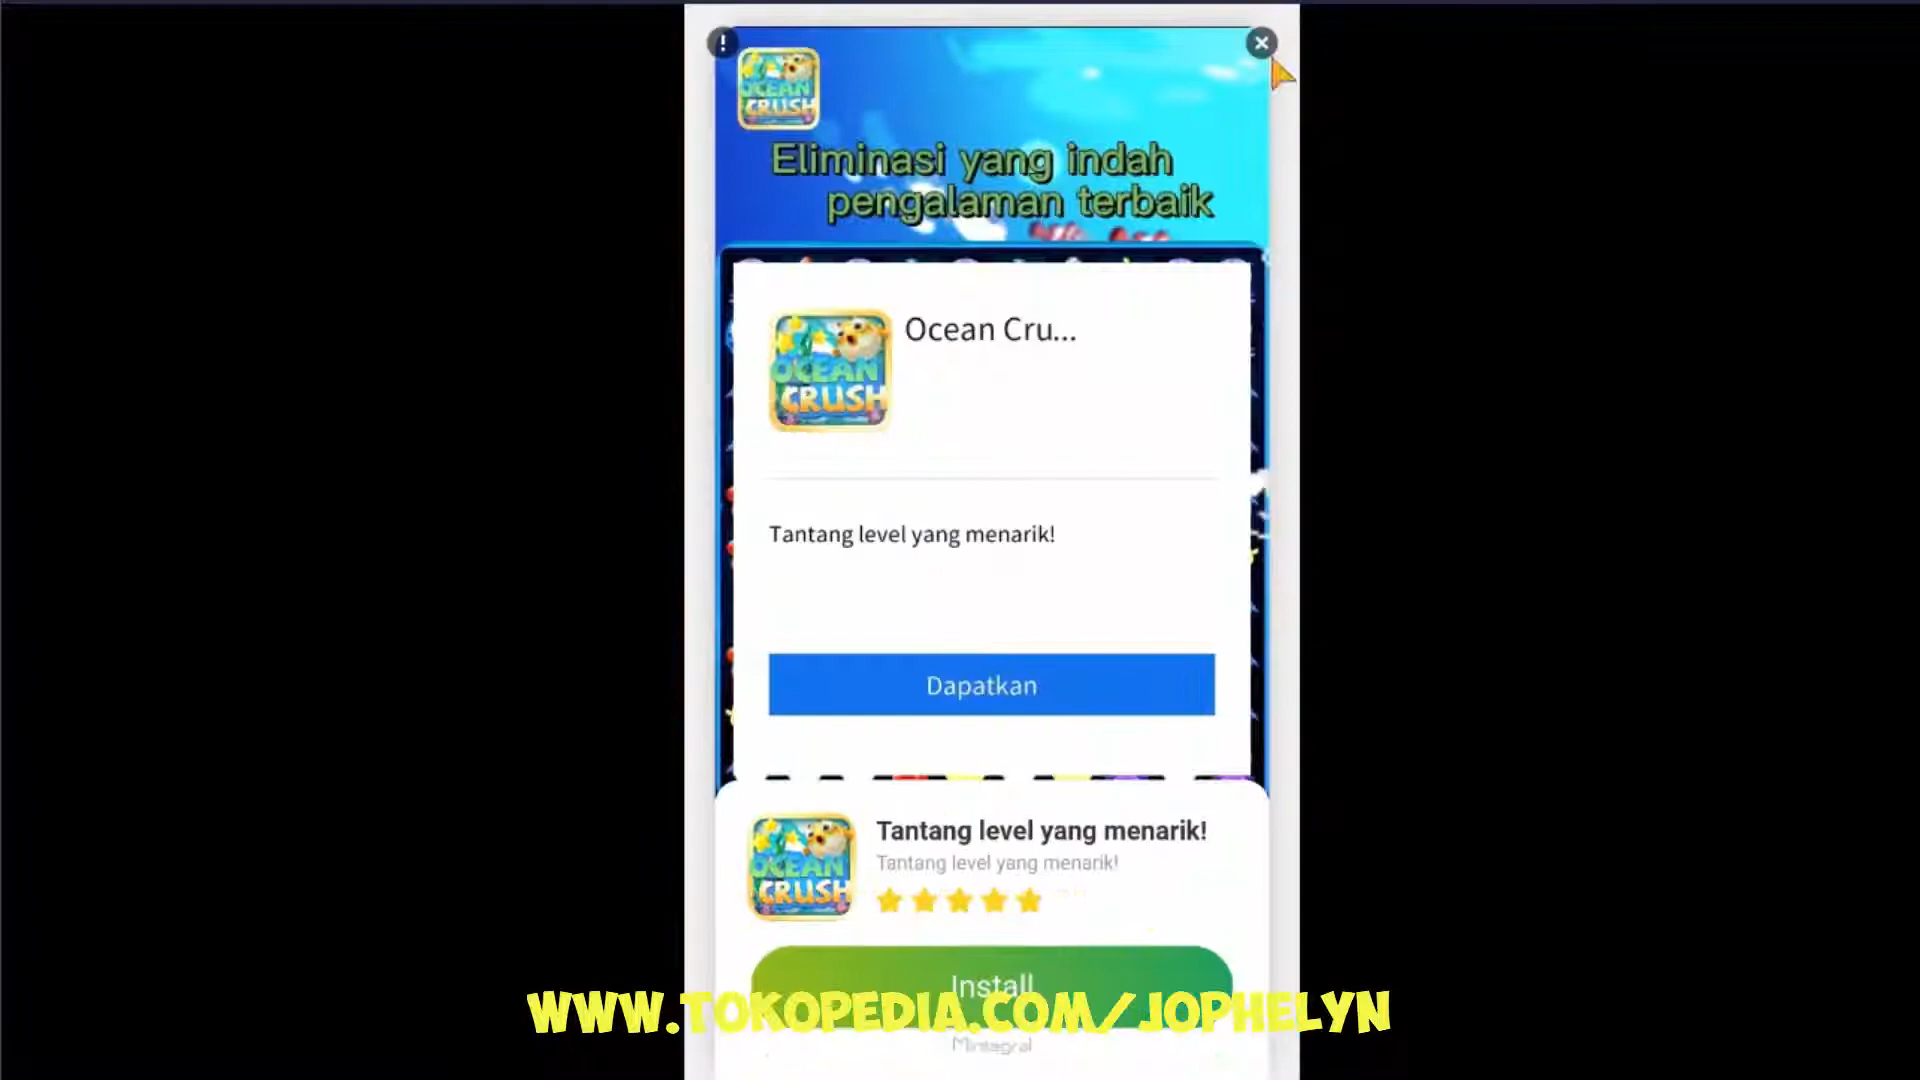 !
OCEAN
CRUSH
Eliminasi yang indah
pengalaman terbaik
Ocean Cru...
OCEAN
CRUSH
Tantang level yang menarik!
Dapatkan
Tantang level yang menarik!
Tantang level yang menarik!
OCEAN
CRUSH
Install
WWW.TOKOPEDIA.COM/JOPHELYN
Mintegral